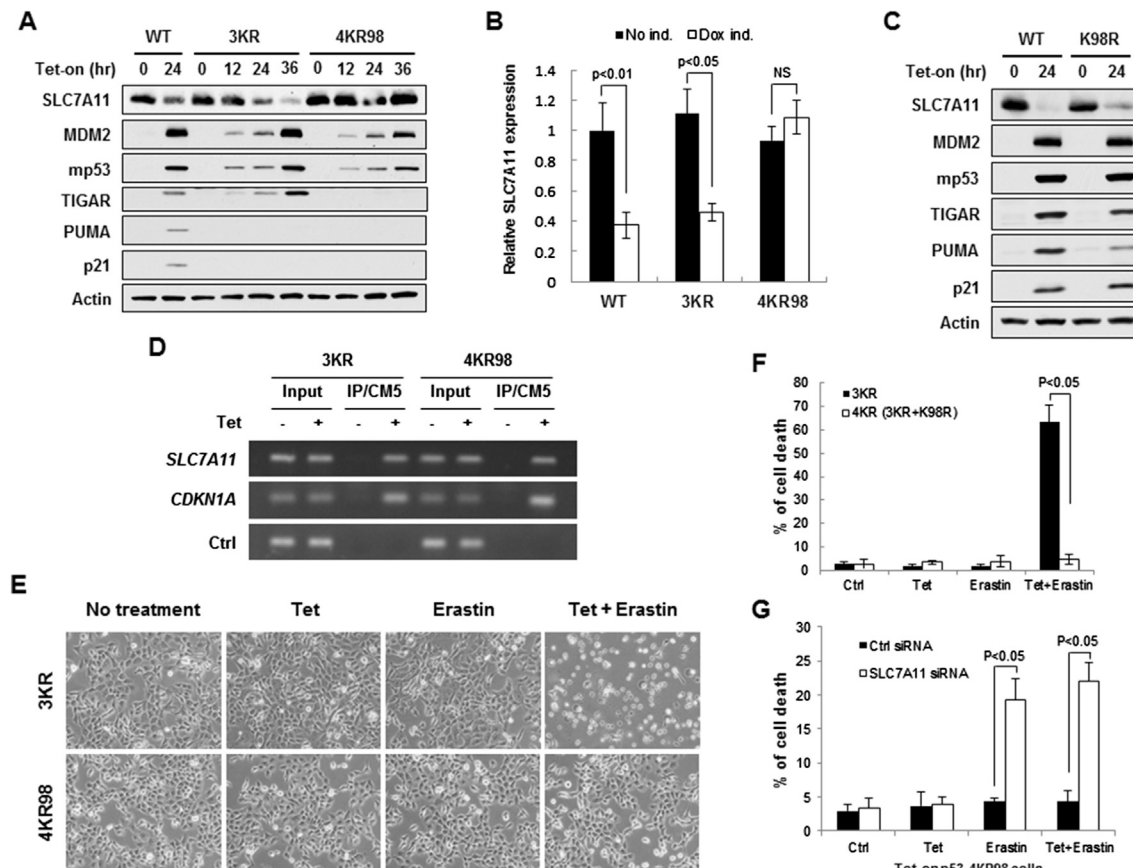 A
WT 3KR 4KR98
Tet-on (hr) 0 24 0 12 24 36 0 12 24 36
SLC7A11
MDM2
mp53
TIGAR
PUMA
p21
Actin
B
No ind. Dox ind.
Relative SLC7A11 expression
1.4
1.2
1
0.8
0.6
0.4
0.2
0
p<0.01
p<0.05
NS
WT 3KR 4KR98
C
WT K98R
Tet-on (hr) 0 24 0 24
SLC7A11
MDM2
mp53
TIGAR
PUMA
p21
Actin
D
3KR 4KR98
Input IP/CM5 Input IP/CM5
Tet - + - + - + - +
SLC7A11
CDKN1A
Ctrl
E
No treatment Tet Erastin Tet + Erastin
3KR
4KR98
F
% of cell death
80
70
60
50
40
30
20
10
0
3KR
4KR (3KR+K98R)
P<0.05
Ctrl Tet Erastin Tet+Erastin
G
% of cell death
30
25
20
15
10
5
0
Ctrl siRNA
SLC7A11 siRNA
P<0.05
P<0.05
Ctrl Tet Erastin Tet+Erastin
Tet-on p53 4KR98 cells